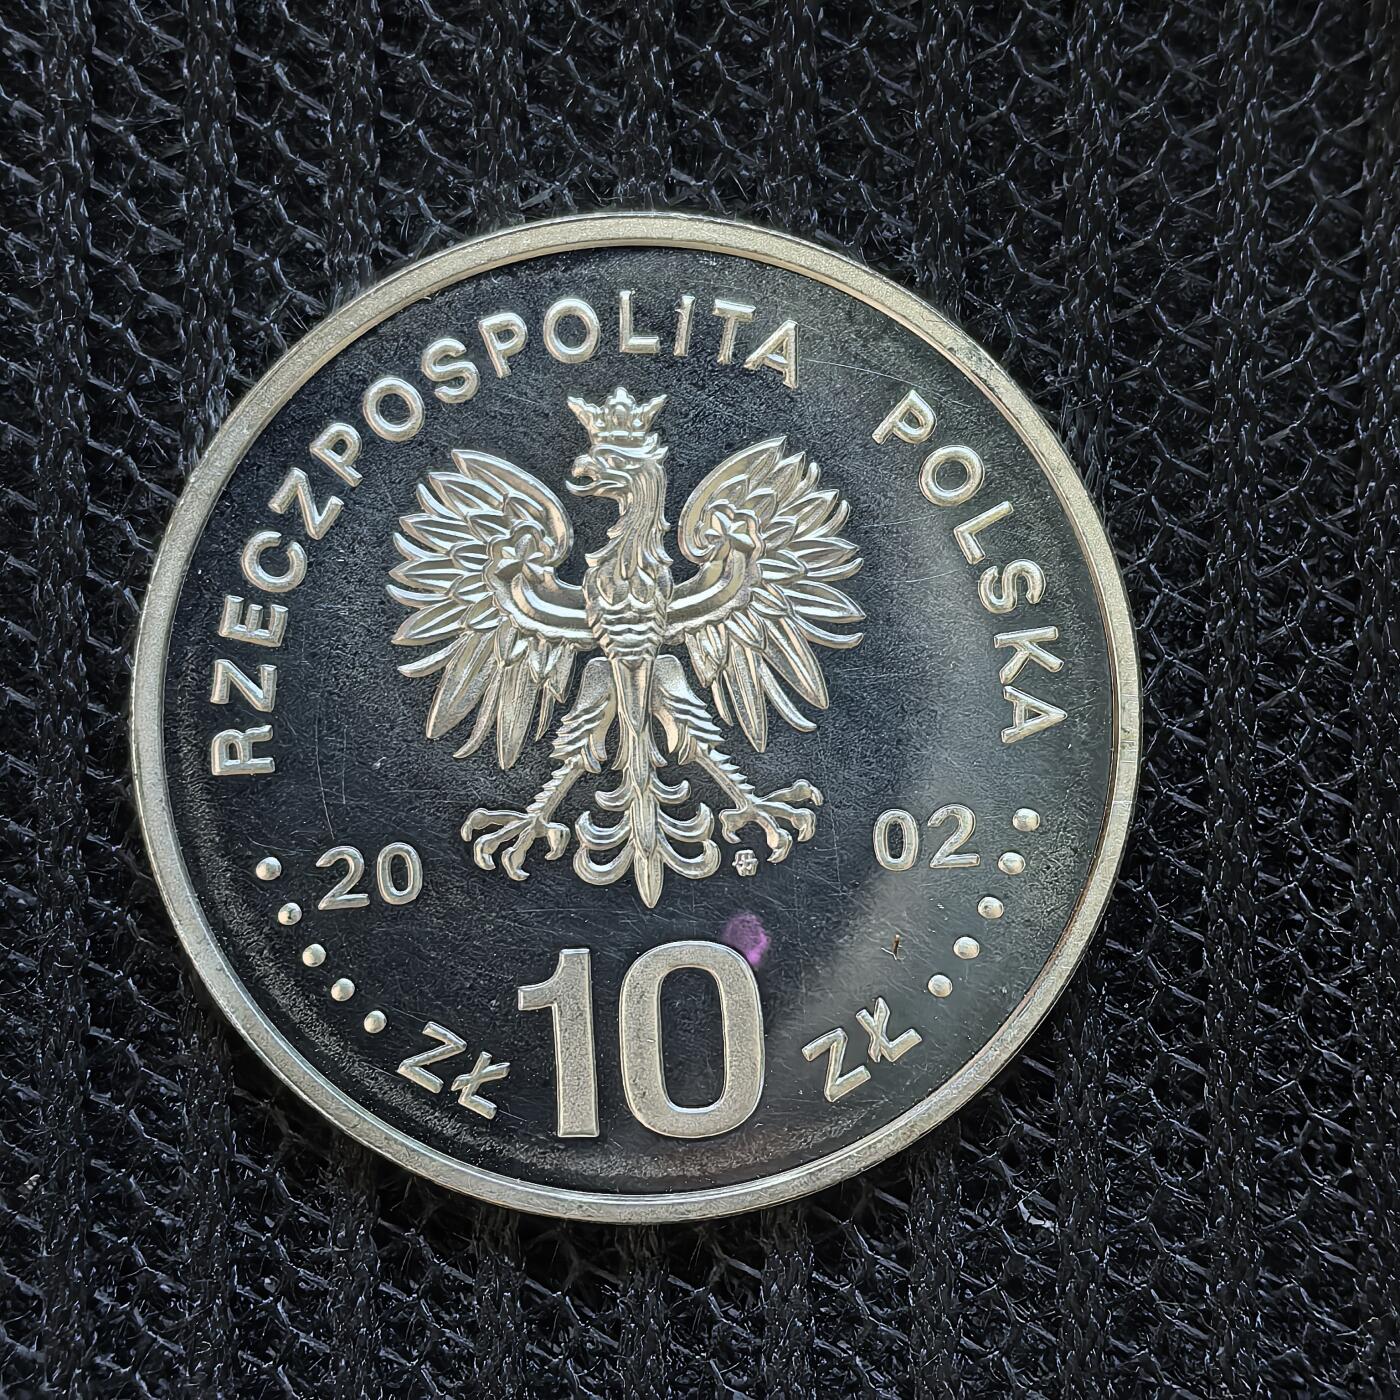 RZECZPOSPOLITA POLSKA
20 02
ZŁ 10 ZŁ